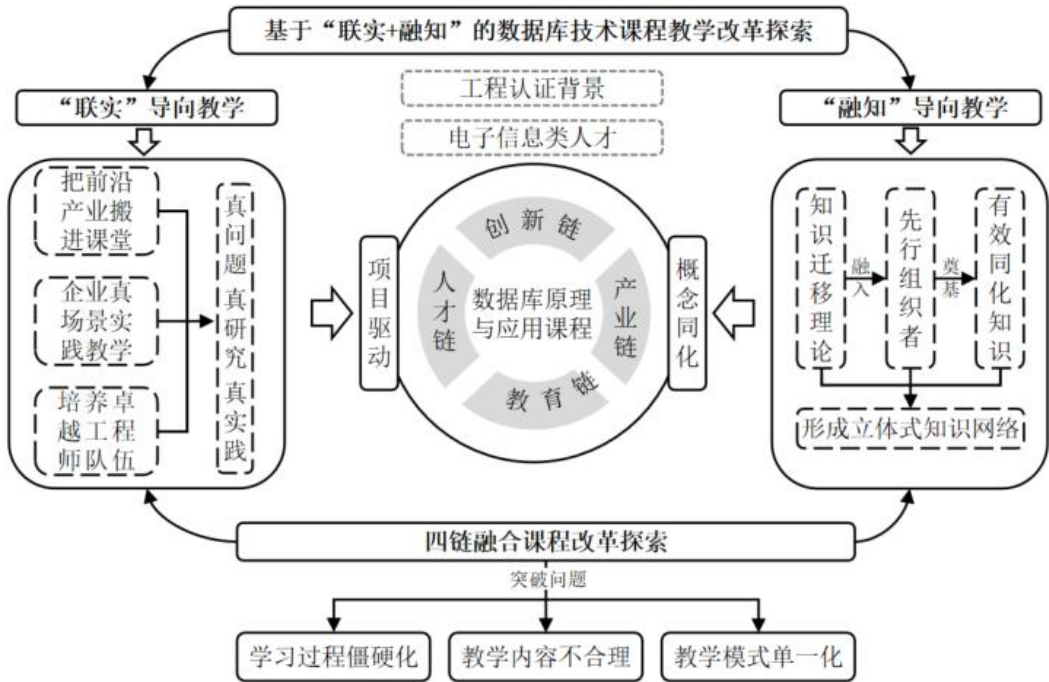 基于“联实+融知”的数据库技术课程教学改革探索
工程认证背景
电子信息类人才
“联实”导向教学
把前沿
产业搬
进课堂
企业真
场景实
践教学
培养卓
越工程
师队伍
真问题 真研究 真实践
项目驱动
创新链
人才链
数据库原理
与应用课程
产业链
教育链
概念同化
“融知”导向教学
知识迁移理论
融入
先行组织者
奠基
有效同化知识
形成立体式知识网络
四链融合课程改革探索
突破问题
学习过程僵硬化
教学内容不合理
教学模式单一化